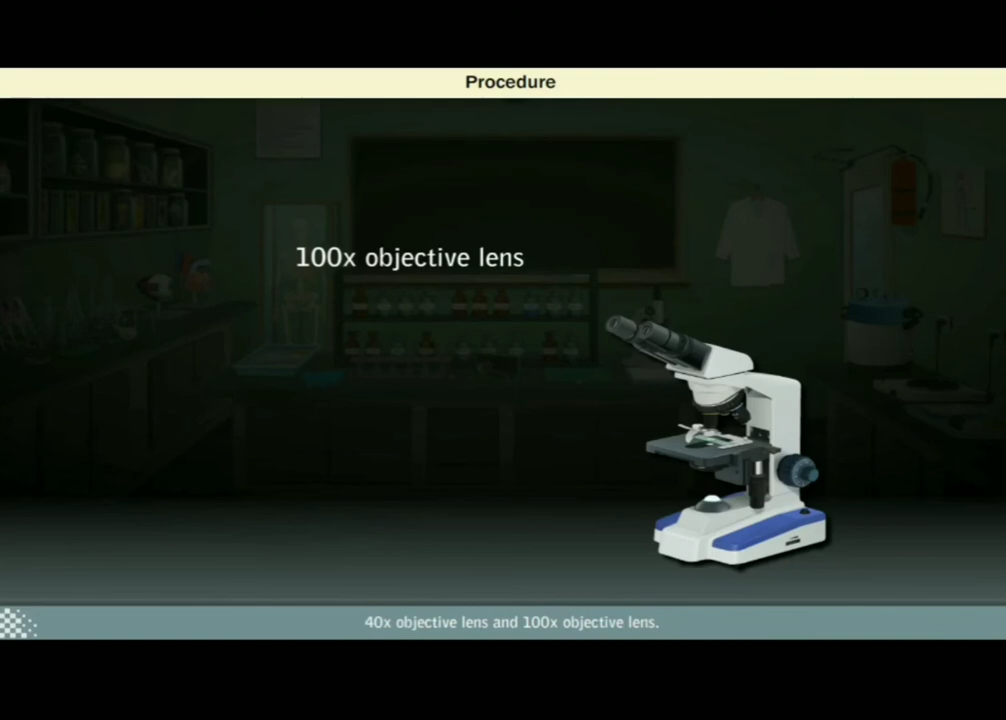 Procedure
100x objective lens
40x objective lens and 100x objective lens.